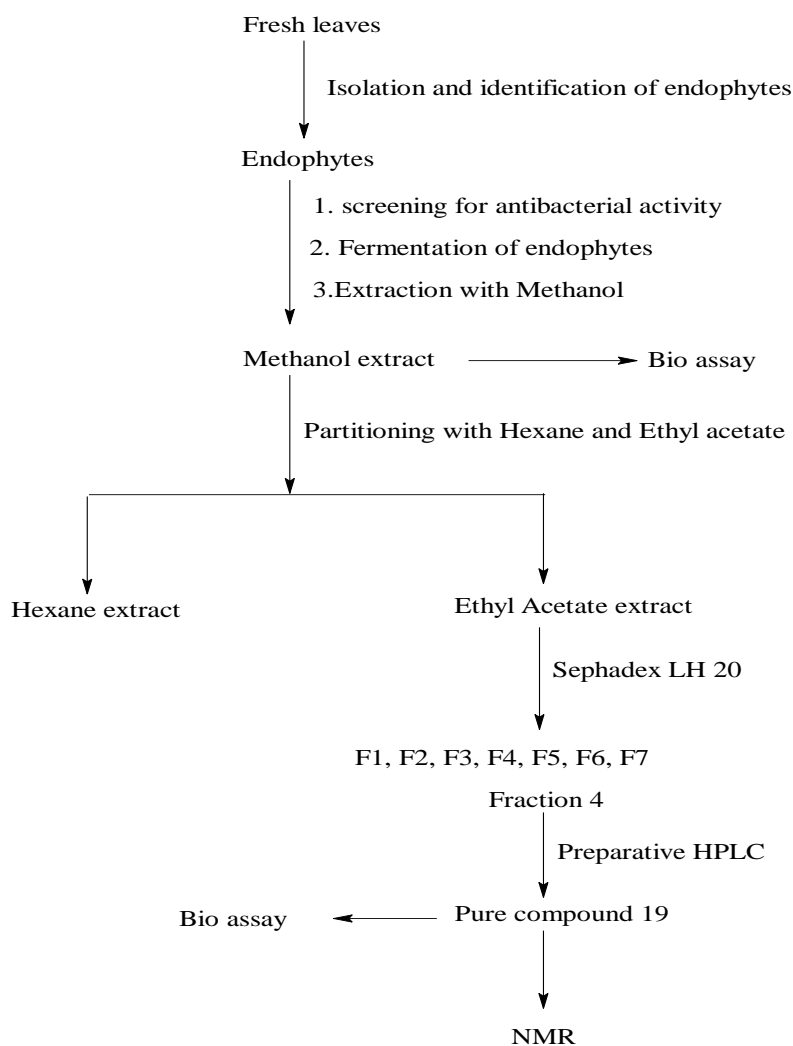 Fresh leaves
Isolation and identification of endophytes
Endophytes
1. screening for antibacterial activity
2. Fermentation of endophytes
3.Extraction with Methanol
Methanol extract
Bio assay
Partitioning with Hexane and Ethyl acetate
Hexane extract
Ethyl Acetate extract
Sephadex LH 20
F1, F2, F3, F4, F5, F6, F7
Fraction 4
Preparative HPLC
Bio assay
Pure compound 19
NMR